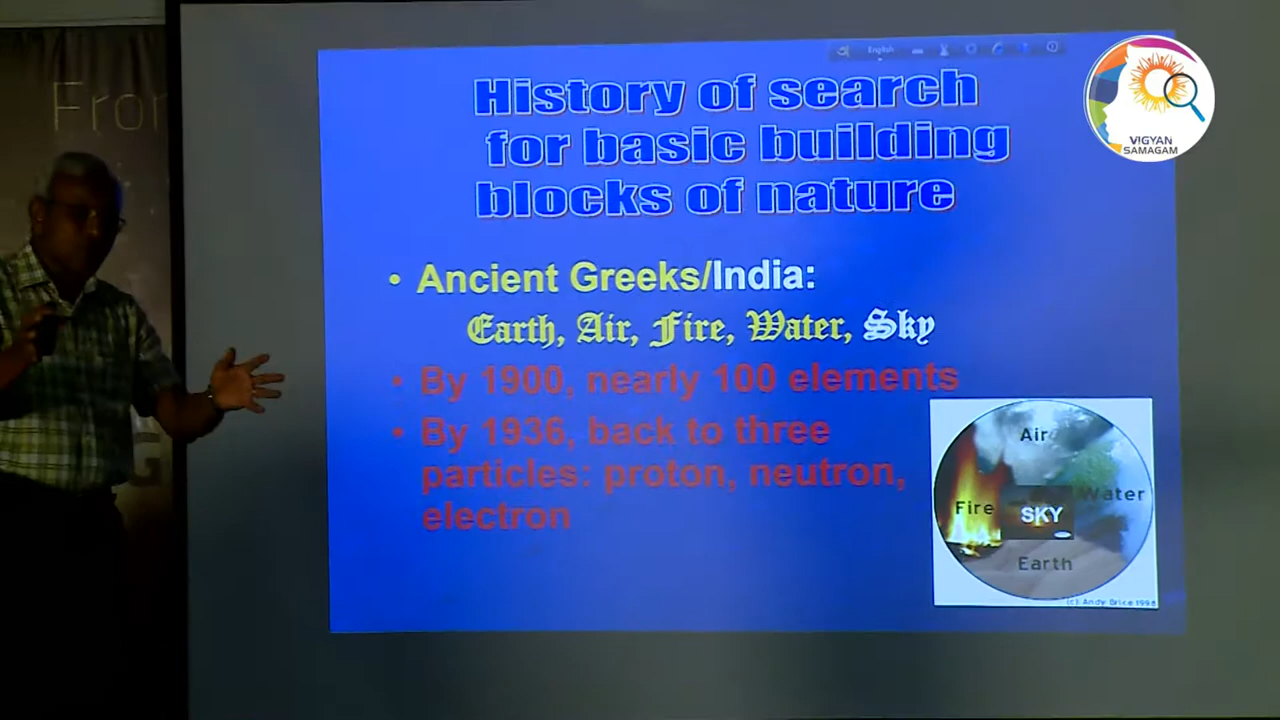 From
English
History of search
for basic building
blocks of nature
VIGYAN
SAMAGAM
• Ancient Greeks/India:
Earth, Air, Fire, Water, Sky
• By 1900, nearly 100 elements
• By 1936, back to three
particles: proton, neutron,
electron
Air
Fire
SKY
Water
Earth
(c) Andy Brice 1998
G